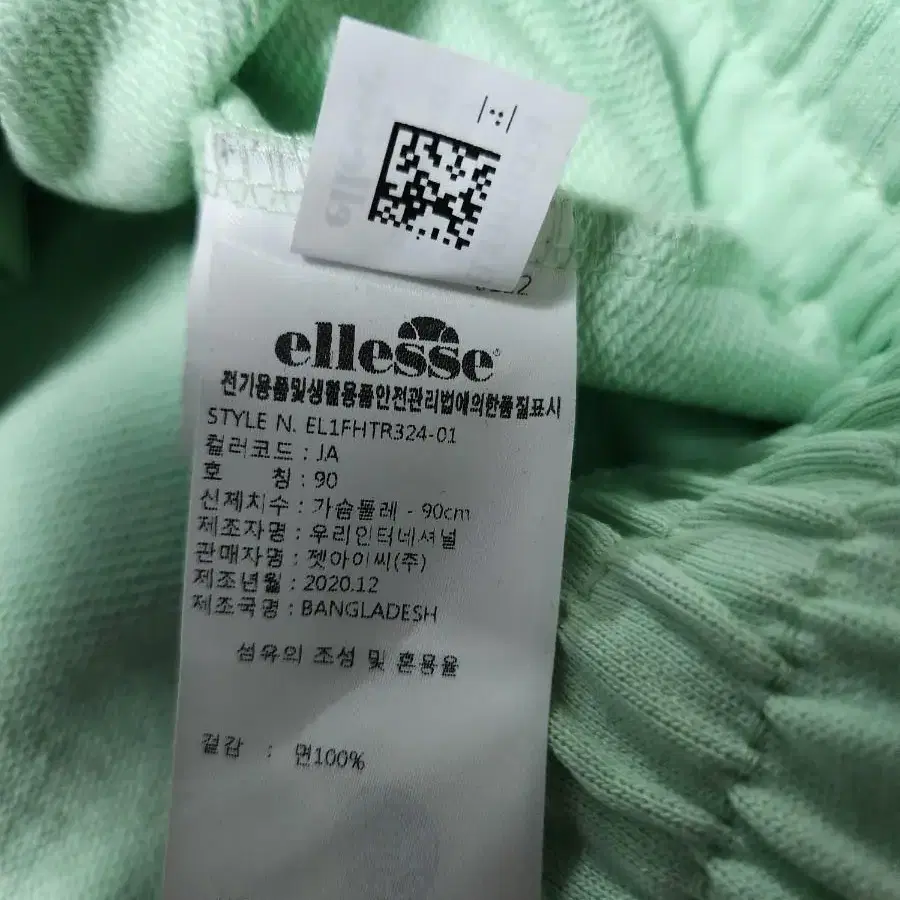 ellesse
전기용품및생활용품안전관리법에의한품질표시
STYLE N. EL1FHTR324-01
컬러코드 : JA
호 칭 : 90
신체치수 : 가슴둘레 - 90cm
제조자명 : 우리인터네셔널
판매자명 : 젯아이씨(주)
제조년월 : 2020.12
제조국명 : BANGLADESH
섬유의 조성 및 혼용율
겉감 : 면100%